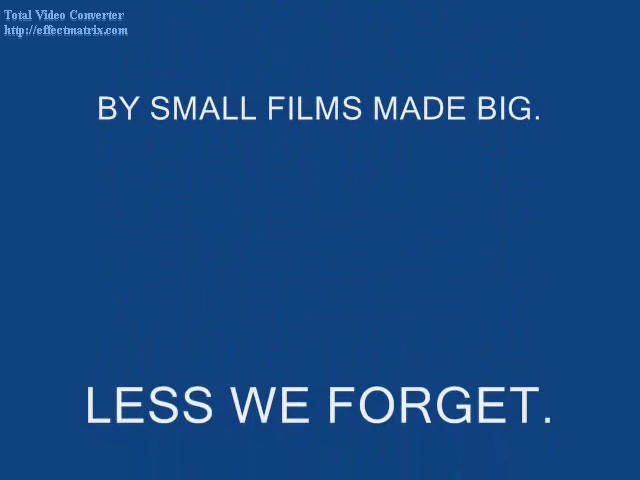 Total Video Converter
http://effectmatrix.com
BY SMALL FILMS MADE BIG.
LESS WE FORGET.